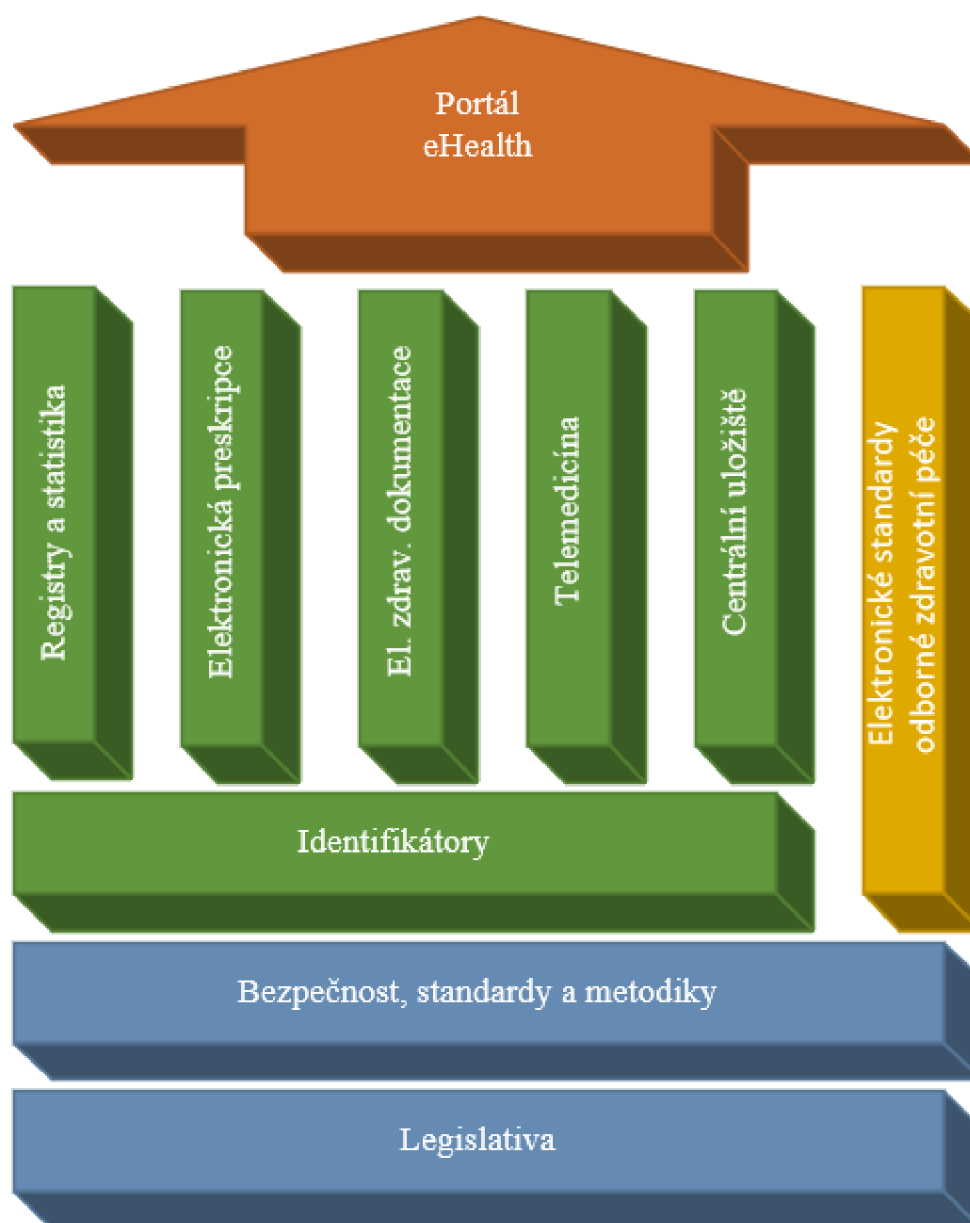 Portál
eHealth
Registry a statistika
Elektronická preskripce
El. zdrav. dokumentace
Telemedicína
Centrální uložiště
Elektronické standardy
odborné zdravotní péče
Identifikátory
Bezpečnost, standardy a metodiky
Legislativa